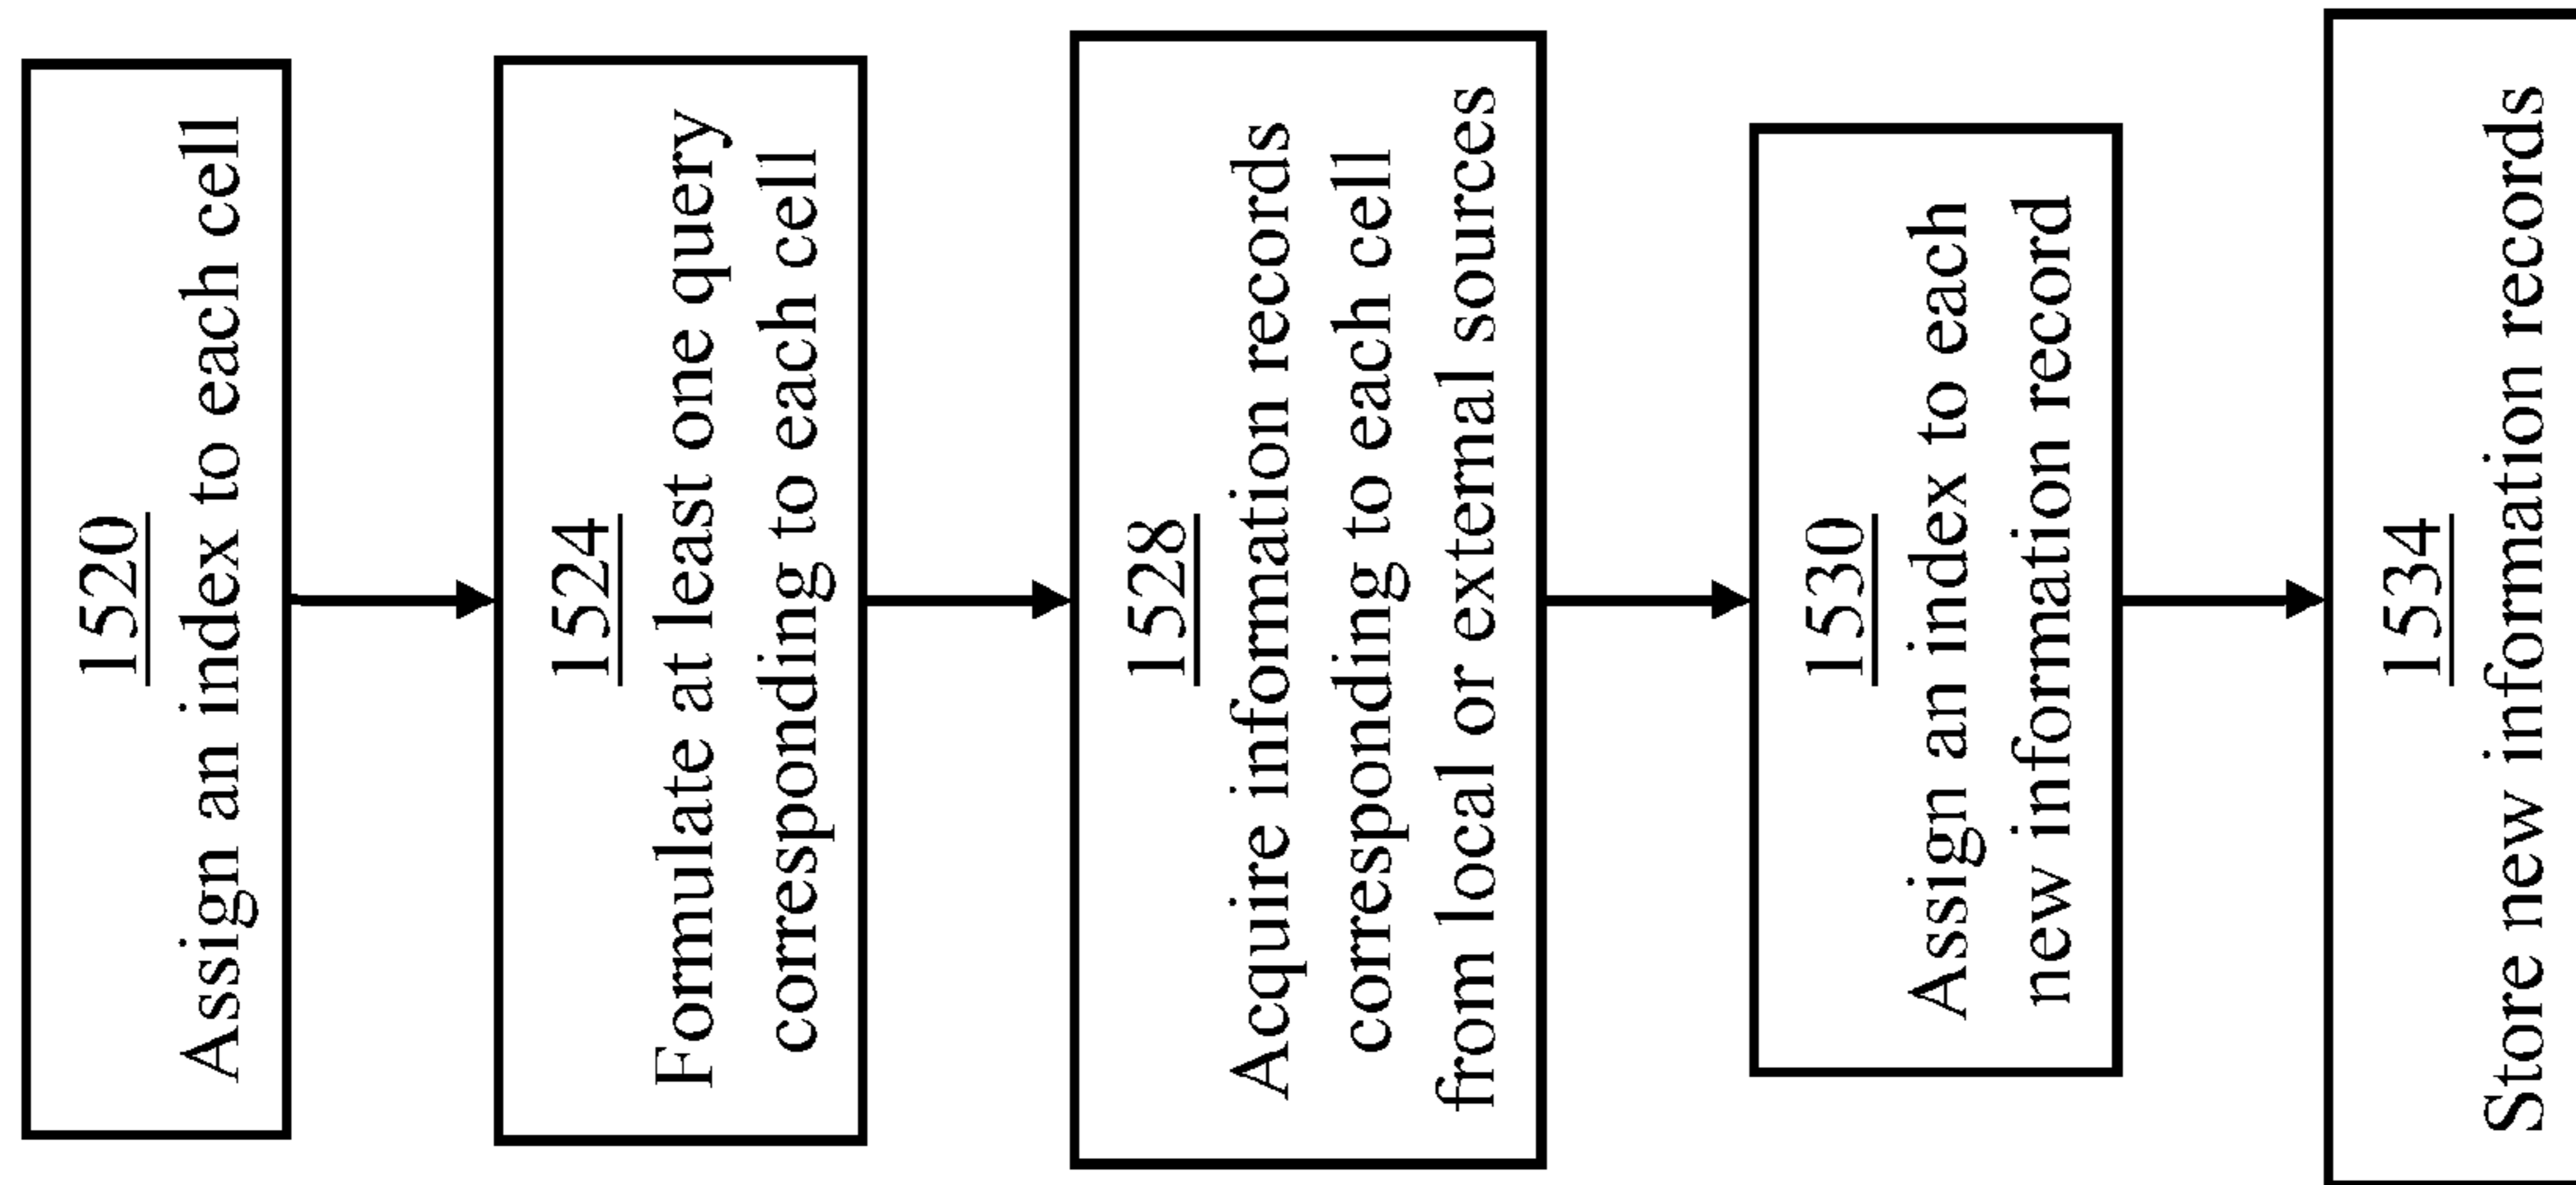 1520
Assign an index to each cell
1524
Formulate at least one query
corresponding to each cell
1528
Acquire information records
corresponding to each cell
from local or external sources
1530
Assign an index to each
new information record
1534
Store new information records